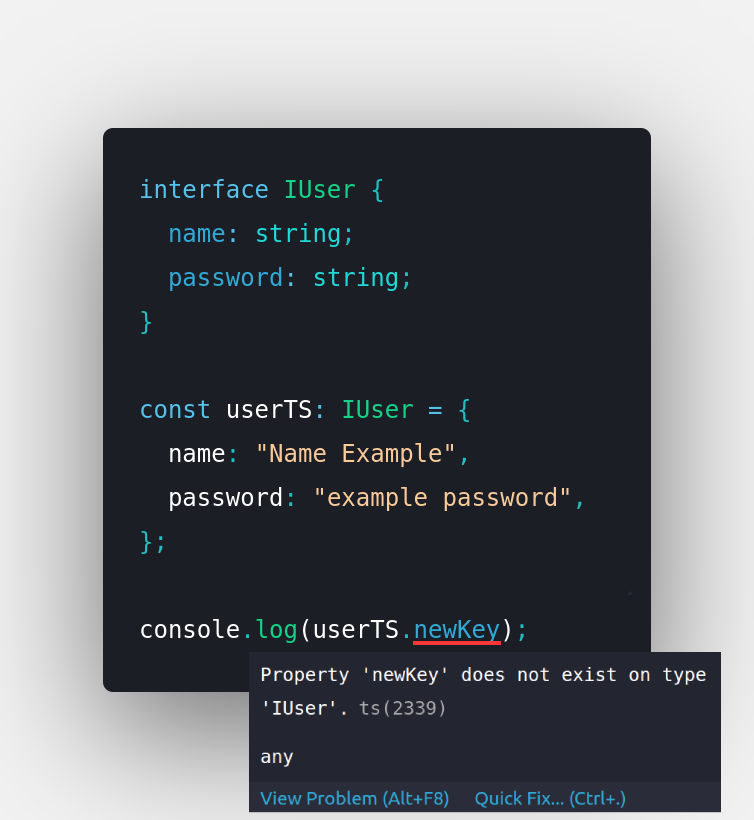 interface IUser {
  name: string;
  password: string;
}
const userTS: IUser = {
  name: "Name Example",
  password: "example password",
};
console.log(userTS.newKey);
Property 'newKey' does not exist on type
'IUser'. ts(2339)
any
View Problem (Alt+F8) Quick Fix... (Ctrl+.)